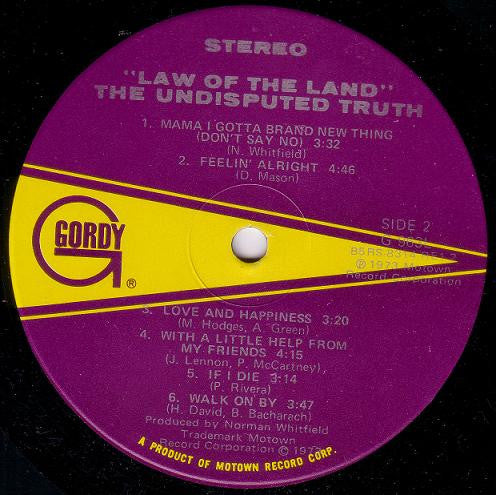 STEREO
"LAW OF THE LAND"
THE UNDISPUTED TRUTH
1. MAMA I GOTTA BRAND NEW THING
(DON'T SAY NO) 3:32
(N. Whitfield)
2. FEELIN' ALRIGHT 4:46
(D. Mason)
SIDE 2
G
Ⓟ 1973 Motown
Record Corporation
GORDY
®
3. LOVE AND HAPPINESS 3:20
(M. Hodges, A. Green)
4. WITH A LITTLE HELP FROM
MY FRIENDS 4:15
(J. Lennon, P. McCartney)
5. IF I DIE 3:14
(P. Rivera)
6. WALK ON BY 3:47
(H. David, B. Bacharach)
Produced by Norman Whitfield
Trademark Motown
Record Corporation ©
A PRODUCT OF MOTOWN RECORD CORP.